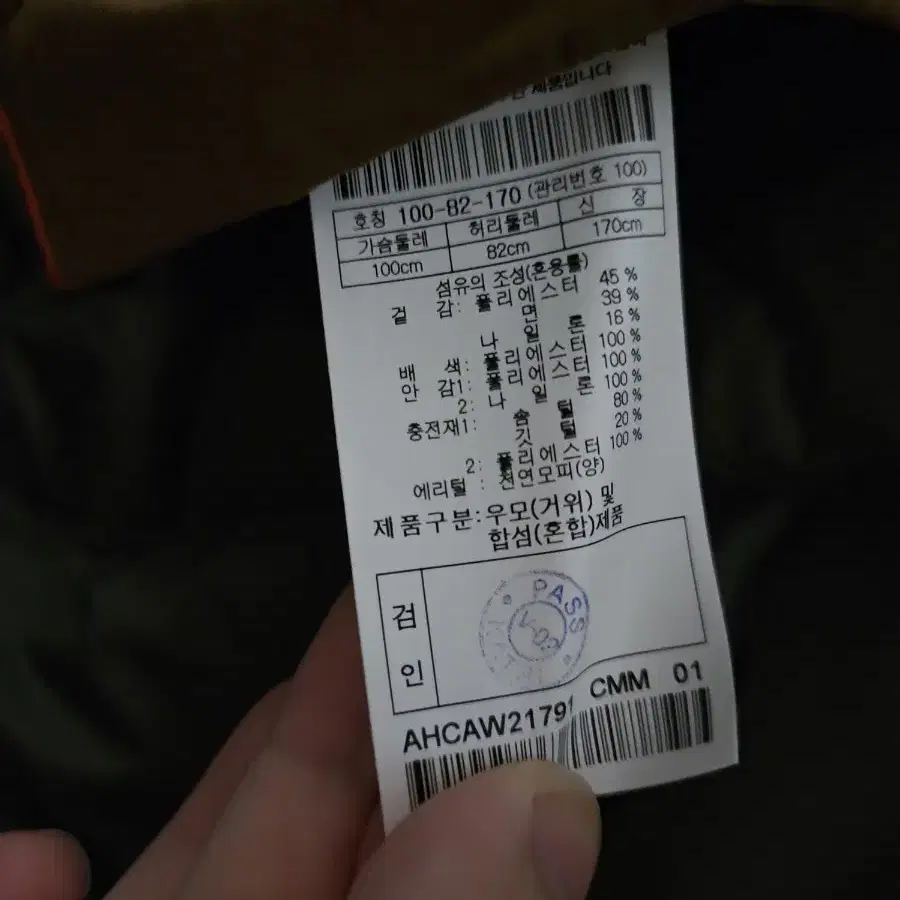 제품입니다
호칭 100-82-170 (관리번호 100)
가슴둘레 허리둘레 신 장
100cm 82cm 170cm
섬유의 조성(혼용률)
겉 감: 폴리에스터 45 %
면 39 %
나 일 론 16 %
배 색: 폴리에스터 100 %
안 감1: 폴리에스터 100 %
2: 나 일 론 100 %
충전재1: 솜 털 80 %
깃 털 20 %
2: 폴리에스터 100 %
에리털 : 천연모피(양)
제품구분: 우모(거위) 및
합섬(혼합)제품
검인
PASS
AHCAW2179 CMM 01